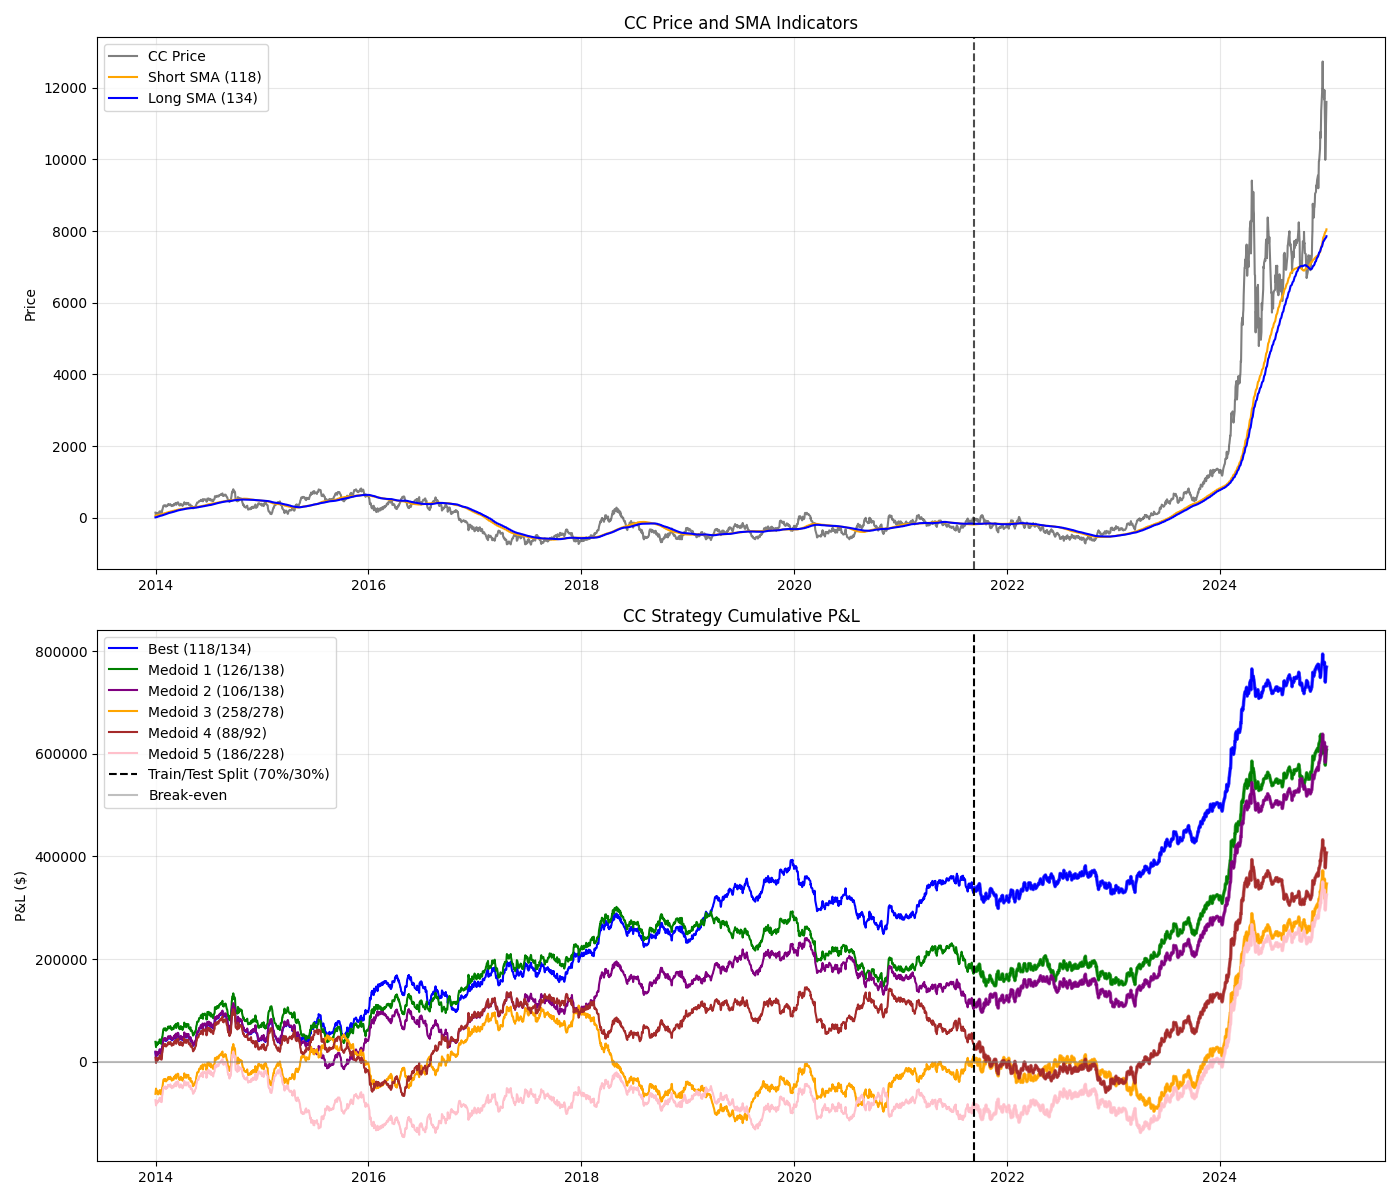 CC Price and SMA Indicators
CC Price
Short SMA (118)
Long SMA (134)
Price
12000
10000
8000
6000
4000
2000
0
2014
2016
2018
2020
2022
2024
CC Strategy Cumulative P&L
Best (118/134)
Medoid 1 (126/138)
Medoid 2 (106/138)
Medoid 3 (258/278)
Medoid 4 (88/92)
Medoid 5 (186/228)
Train/Test Split (70%/30%)
Break-even
P&L ($)
800000
600000
400000
200000
0
2014
2016
2018
2020
2022
2024